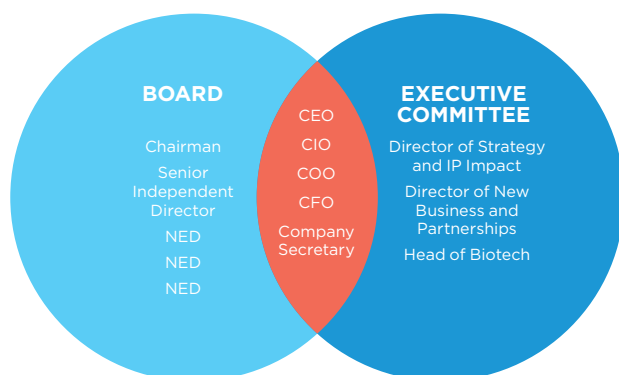 BOARD
Chairman
Senior
Independent
Director
NED
NED
NED
CEO
CIO
COO
CFO
Company
Secretary
EXECUTIVE
COMMITTEE
Director of Strategy
and IP Impact
Director of New
Business and
Partnerships
Head of Biotech